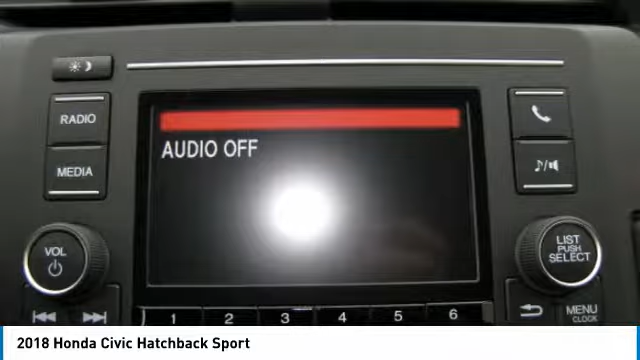 RADIO
MEDIA
AUDIO OFF
VOL
LIST
PUSH
SELECT
1 2 3 4 5 6
MENU
CLOCK
2018 Honda Civic Hatchback Sport